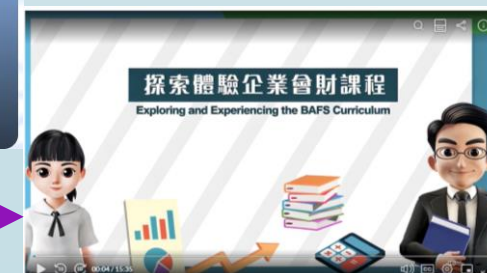 探索體驗企業會財課程
Exploring and Experiencing the BAFS Curriculum
00:04 / 15:35